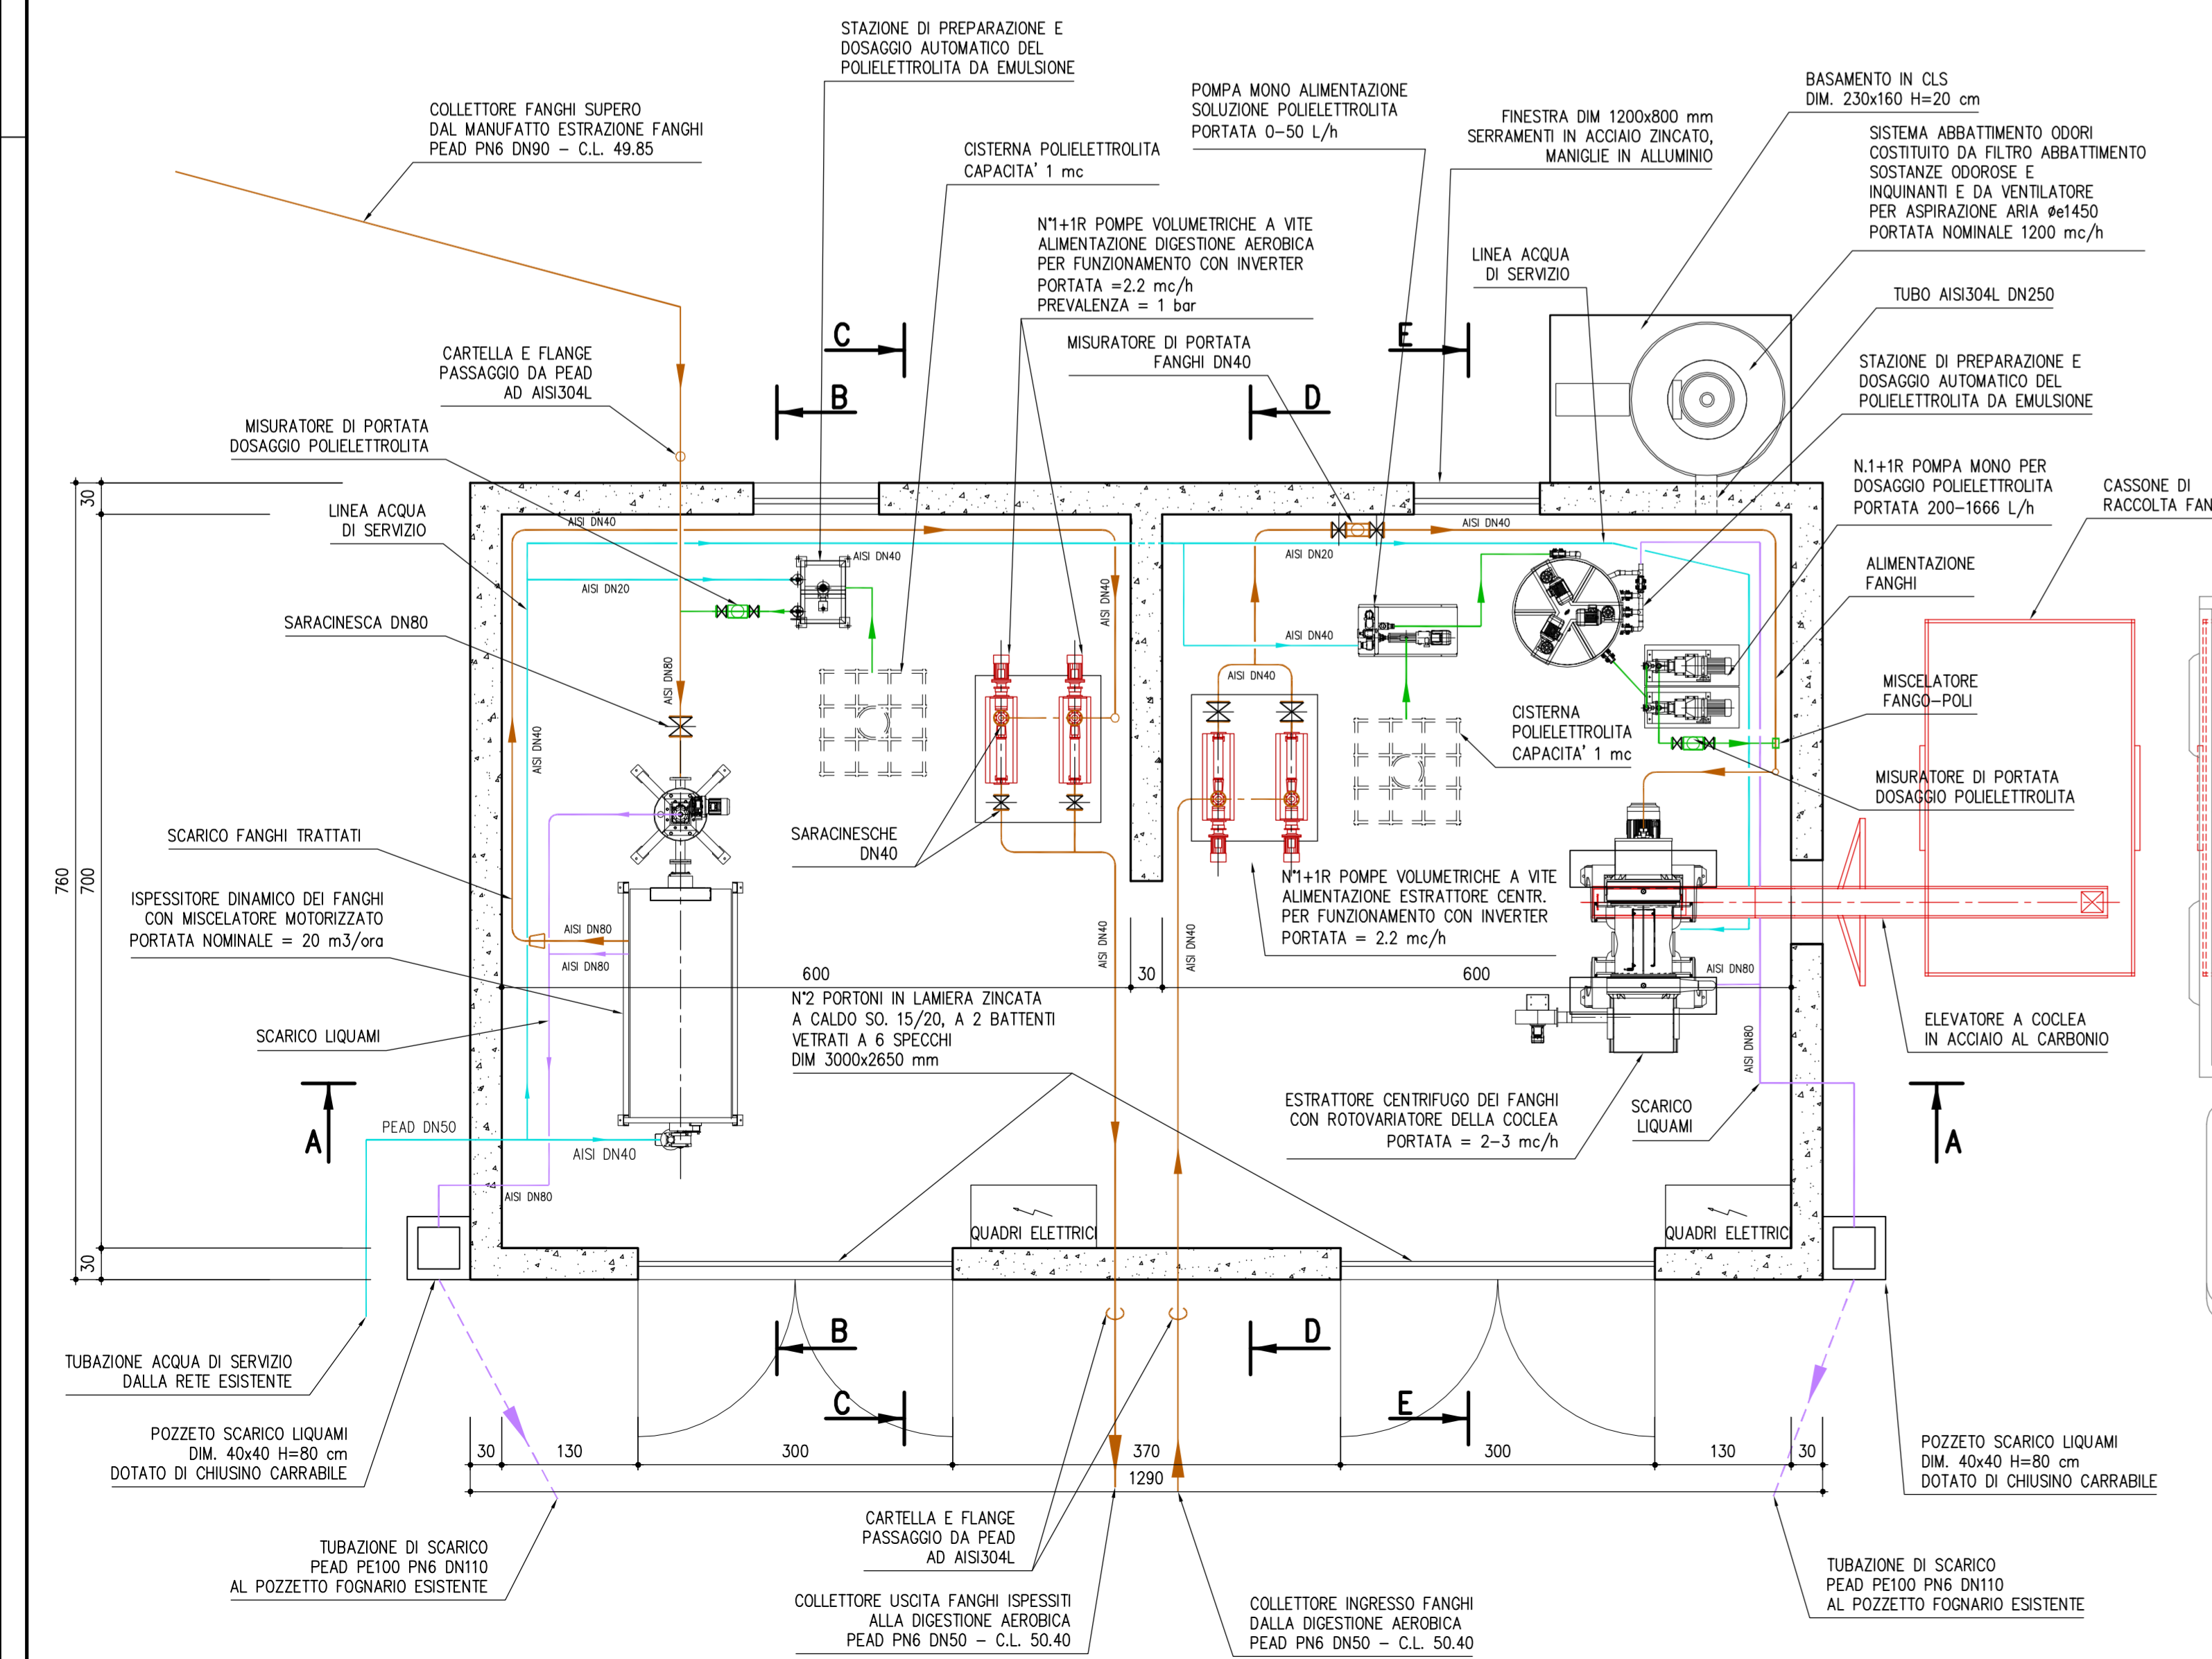 STAZIONE DI PREPARAZIONE E
DOSAGGIO AUTOMATICO DEL
POLIELETTROLITA DA EMULSIONE
COLLETTORE FANGHI SUPERO
DAL MANUFATTO ESTRAZIONE FANGHI
PEAD PN6 DN90 – C.L. 49.85
CISTERNA POLIELETTROLITA
CAPACITA' 1 mc
POMPA MONO ALIMENTAZIONE
SOLUZIONE POLIELETTROLITA
PORTATA 0–50 L/h
FINESTRA DIM 1200x800 mm
SERRAMENTI IN ACCIAIO ZINCATO,
MANIGLIE IN ALLUMINIO
BASAMENTO IN CLS
DIM. 230x160 H=20 cm
SISTEMA ABBATTIMENTO ODORI
COSTITUITO DA FILTRO ABBATTIMENTO
SOSTANZE ODOROSE E
INQUINANTI E DA VENTILATORE
PER ASPIRAZIONE ARIA øe1450
PORTATA NOMINALE 1200 mc/h
N°1+1R POMPE VOLUMETRICHE A VITE
ALIMENTAZIONE DIGESTIONE AEROBICA
PER FUNZIONAMENTO CON INVERTER
PORTATA =2.2 mc/h
PREVALENZA = 1 bar
LINEA ACQUA
DI SERVIZIO
TUBO AISI304L DN250
MISURATORE DI PORTATA
FANGHI DN40
CARTELLA E FLANGE
PASSAGGIO DA PEAD
AD AISI304L
STAZIONE DI PREPARAZIONE E
DOSAGGIO AUTOMATICO DEL
POLIELETTROLITA DA EMULSIONE
C
E
B
D
MISURATORE DI PORTATA
DOSAGGIO POLIELETTROLITA
N.1+1R POMPA MONO PER
DOSAGGIO POLIELETTROLITA
PORTATA 200–1666 L/h
CASSONE DI
RACCOLTA FAN
LINEA ACQUA
DI SERVIZIO
30
AISI DN40
AISI DN40
AISI DN20
AISI DN40
AISI DN20
AISI DN40
AISI DN40
ALIMENTAZIONE
FANGHI
SARACINESCA DN80
AISI DN80
AISI DN40
AISI DN40
AISI DN40
MISCELATORE
FANGO–POLI
CISTERNA
POLIELETTROLITA
CAPACITA' 1 mc
MISURATORE DI PORTATA
DOSAGGIO POLIELETTROLITA
SCARICO FANGHI TRATTATI
SARACINESCHE
DN40
760
700
ISPESSITORE DINAMICO DEI FANGHI
CON MISCELATORE MOTORIZZATO
PORTATA NOMINALE = 20 m3/ora
N°1+1R POMPE VOLUMETRICHE A VITE
ALIMENTAZIONE ESTRATTORE CENTR.
PER FUNZIONAMENTO CON INVERTER
PORTATA = 2.2 mc/h
AISI DN80
AISI DN80
AISI DN40
AISI DN40
AISI DN80
600
30
600
N°2 PORTONI IN LAMIERA ZINCATA
A CALDO SO. 15/20, A 2 BATTENTI
VETRATI A 6 SPECCHI
DIM 3000x2650 mm
SCARICO LIQUAMI
ELEVATORE A COCLEA
IN ACCIAIO AL CARBONIO
AISI DN80
ESTRATTORE CENTRIFUGO DEI FANGHI
CON ROTOVARIATORE DELLA COCLEA
PORTATA = 2–3 mc/h
SCARICO
LIQUAMI
A
A
PEAD DN50
AISI DN40
AISI DN80
QUADRI ELETTRICI
QUADRI ELETTRICI
30
B
D
C
E
TUBAZIONE ACQUA DI SERVIZIO
DALLA RETE ESISTENTE
POZZETO SCARICO LIQUAMI
DIM. 40x40 H=80 cm
DOTATO DI CHIUSINO CARRABILE
30
130
300
370
300
130
30
1290
POZZETO SCARICO LIQUAMI
DIM. 40x40 H=80 cm
DOTATO DI CHIUSINO CARRABILE
TUBAZIONE DI SCARICO
PEAD PE100 PN6 DN110
AL POZZETTO FOGNARIO ESISTENTE
CARTELLA E FLANGE
PASSAGGIO DA PEAD
AD AISI304L
COLLETTORE USCITA FANGHI ISPESSITI
ALLA DIGESTIONE AEROBICA
PEAD PN6 DN50 – C.L. 50.40
COLLETTORE INGRESSO FANGHI
DALLA DIGESTIONE AEROBICA
PEAD PN6 DN50 – C.L. 50.40
TUBAZIONE DI SCARICO
PEAD PE100 PN6 DN110
AL POZZETTO FOGNARIO ESISTENTE